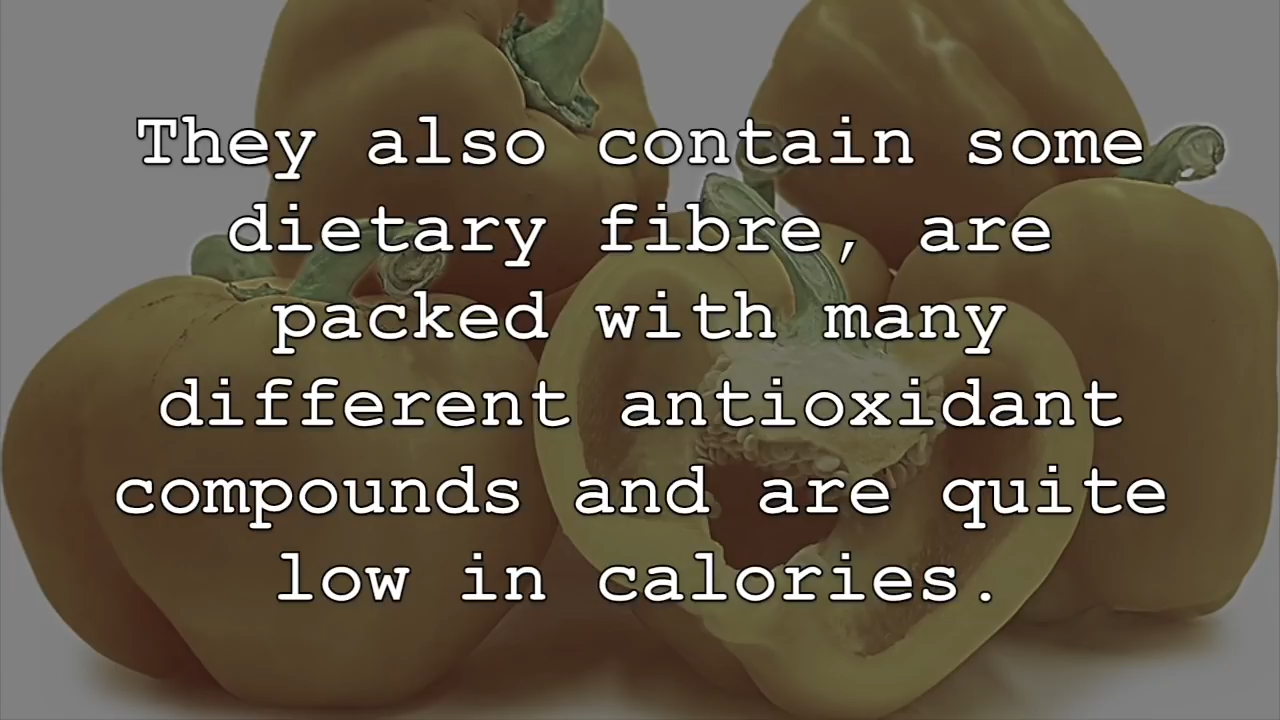 They also contain some
dietary fibre, are
packed with many
different antioxidant
compounds and are quite
low in calories.